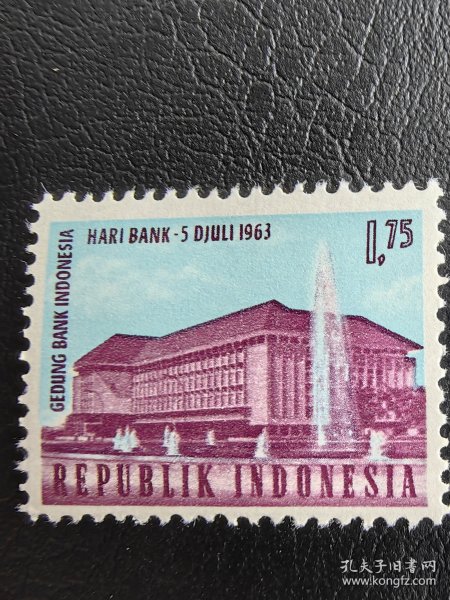 HARI BANK - 5 DJULI 1963
1,75
GEDUNG BANK INDONESIA
REPUBLIK INDONESIA
孔夫子旧书网
www.kongfz.com